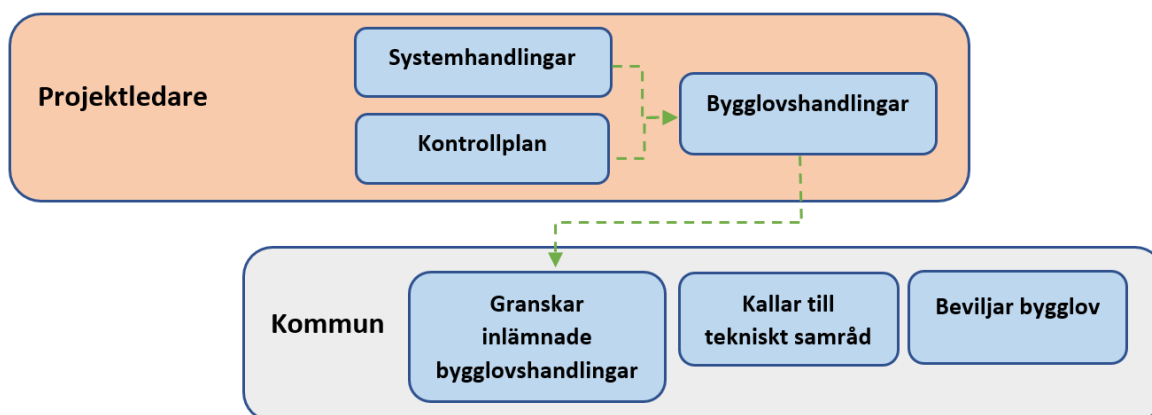 Projektledare
Systemhandlingar
Kontrollplan
Bygglovshandlingar
Kommun
Granskar
inlämnade
bygglovshandlingar
Kallar till
tekniskt samråd
Beviljar bygglov